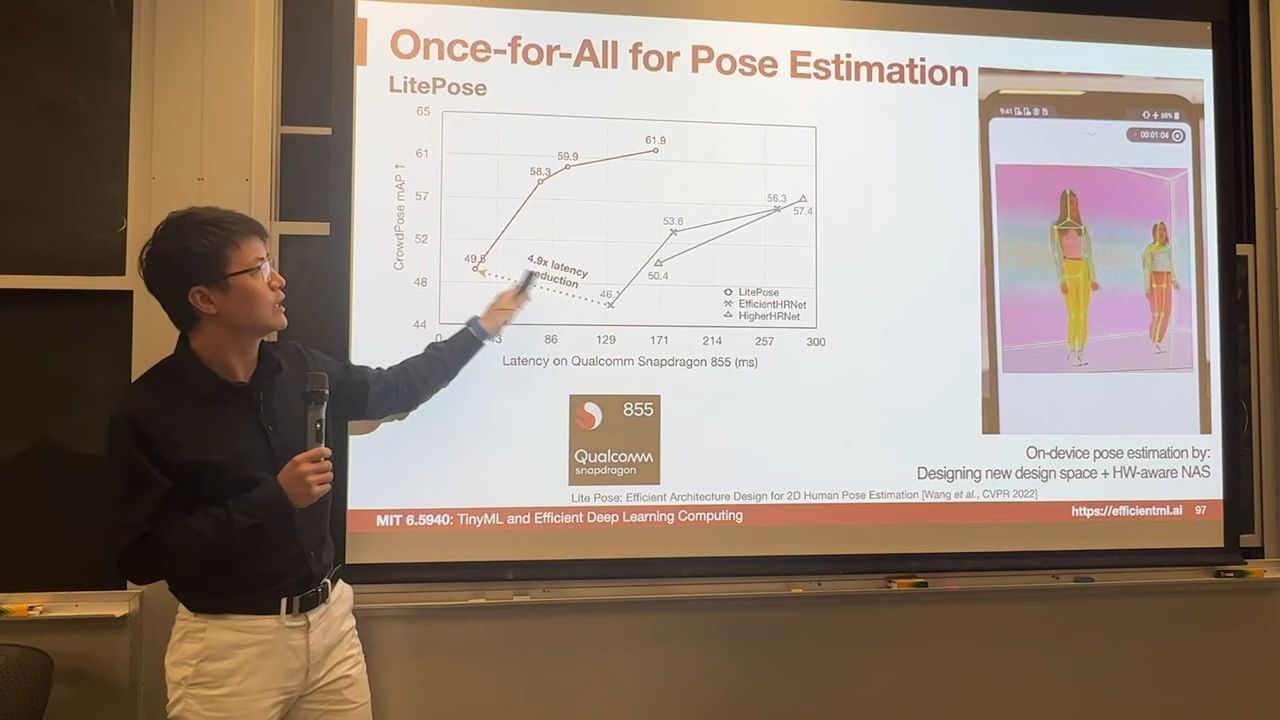 Once-for-All for Pose Estimation
LitePose
65
61
57
52
48
44
CrowdPose mAP ↑
61.9
59.9
58.3
56.3
57.4
53.6
50.4
4.9x latency
reduction
LitePose
EfficientHRNet
HigherHRNet
0
86
129
171
214
257
300
Latency on Qualcomm Snapdragon 855 (ms)
855
Qualcomm
snapdragon
9:41
88%
00:01:04
On-device pose estimation by:
Designing new design space + HW-aware NAS
Lite Pose: Efficient Architecture Design for 2D Human Pose Estimation [Wang et al., CVPR 2022]
MIT 6.5940: TinyML and Efficient Deep Learning Computing
https://efficientml.ai 97